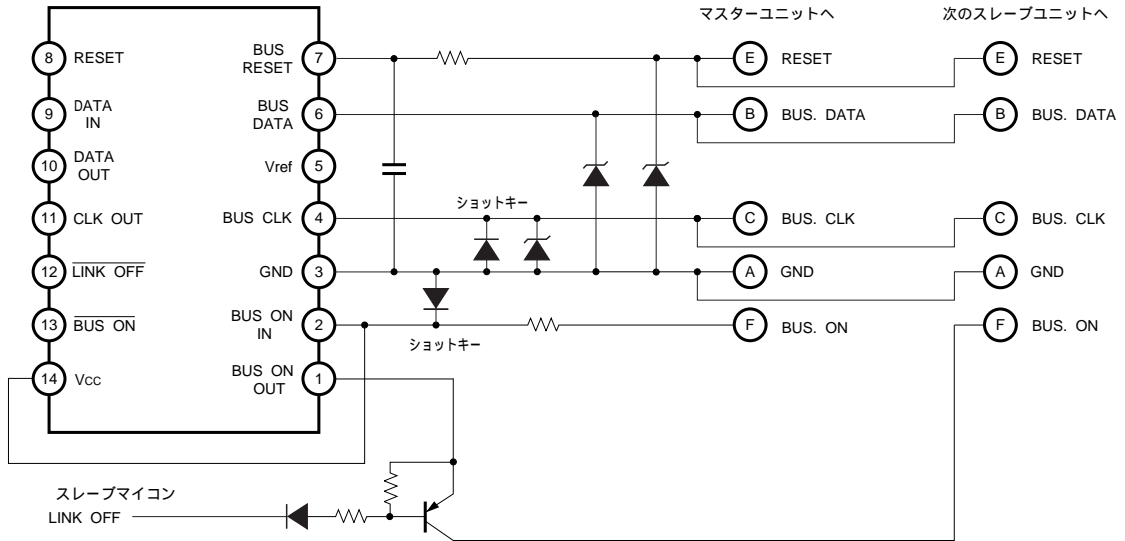 マスターユニットへ
次のスレーブユニットへ
8 RESET
BUS
RESET
7
E RESET
E RESET
9 DATA
IN
BUS
DATA
6
B BUS. DATA
B BUS. DATA
10 DATA
OUT
Vref 5
ショットキー
11 CLK OUT
BUS CLK 4
C BUS. CLK
C BUS. CLK
12 LINK OFF
GND 3
A GND
A GND
13 BUS ON
BUS ON
IN
2
F BUS. ON
F BUS. ON
ショットキー
14 Vcc
BUS ON
OUT
1
スレーブマイコン
LINK OFF